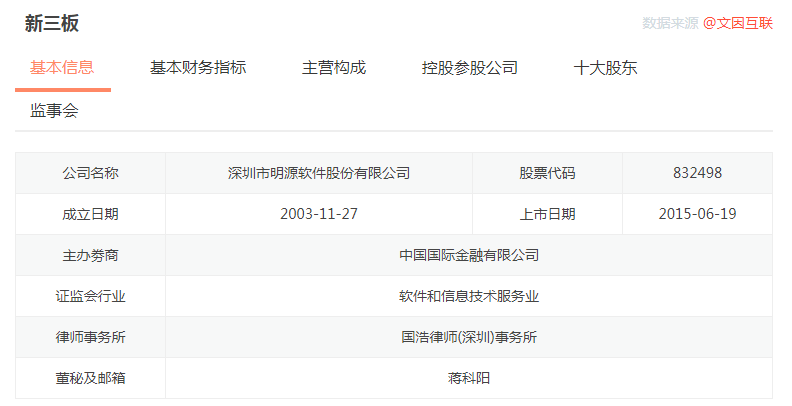 新三板 数据来源 @文因互联
基本信息 基本财务指标 主营构成 控股参股公司 十大股东
监事会
公司名称 深圳市明源软件股份有限公司 股票代码 832498
成立日期 2003-11-27 上市日期 2015-06-19
主办券商 中国国际金融有限公司
证监会行业 软件和信息技术服务业
律师事务所 国浩律师(深圳)事务所
董秘及邮箱 蒋科阳